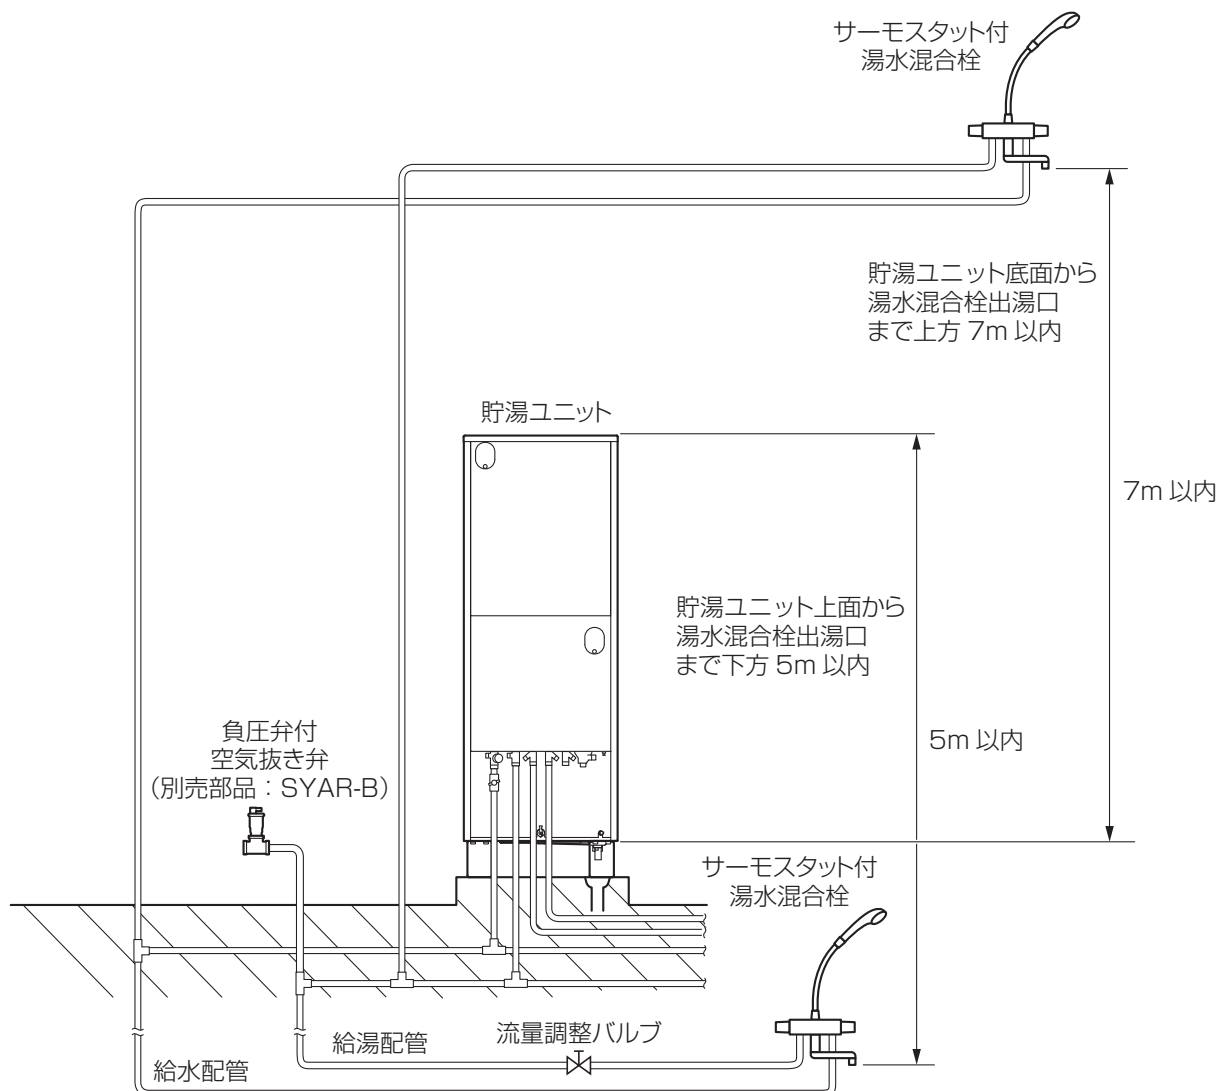 サーモスタット付
湯水混合栓
貯湯ユニット底面から
湯水混合栓出湯口
まで上方 7m 以内
貯湯ユニット
7m 以内
貯湯ユニット上面から
湯水混合栓出湯口
まで下方 5m 以内
負圧弁付
空気抜き弁
（別売部品：SYAR-B）
5m 以内
サーモスタット付
湯水混合栓
流量調整バルブ
給湯配管
給水配管